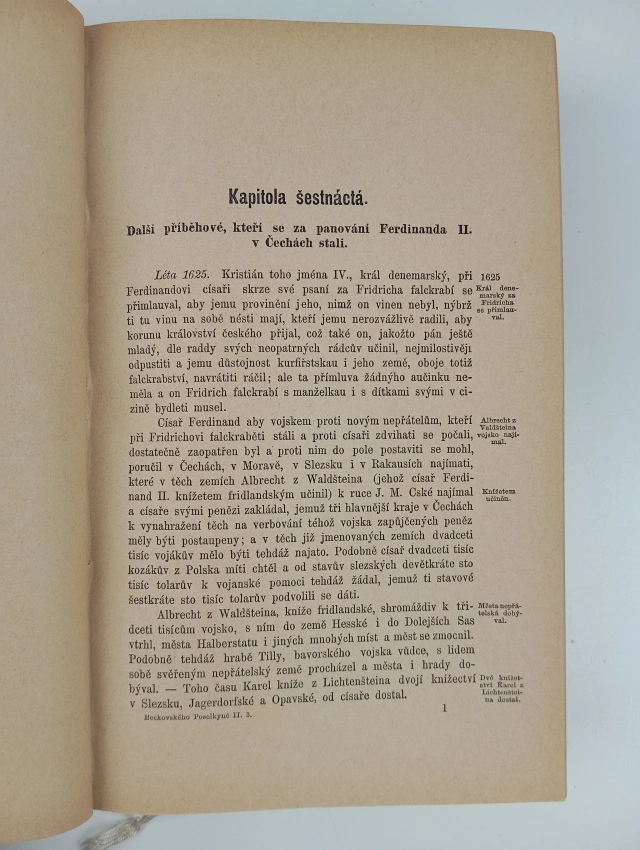 Kapitola šestnáctá.
Další příběhové, kteří se za panování Ferdinanda II.
v Čechách stali.
Léta 1625. Kristián toho jména IV., král denemarský, při
Ferdinandovi císaři skrze své psaní za Fridricha falckrabí se
přimlauval, aby jemu provinění jeho, nimž on vinen nebyl, nýbrž
ti tu vinu na sobě nésti mají, kteří jemu nerozvážlivě radili, aby
korunu království českého přijal, což také on, jakožto pán ještě
mladý, dle raddy svých neopatrných rádcův učinil, nejmilostivěji
odpustiti a jemu důstojnost kurfiřstskau i jeho země, oboje totiž
falckrabství, navrátiti ráčil; ale ta přímluva žádnýho aučinku ne-
měla a on Fridrich falckrabí s manželkau i s dítkami svými v ci-
zině bydleti musel.
1625
Král dene-
marský za
Fridricha
se přimlau-
val.
Císař Ferdinand aby vojskem proti novým nepřátelům, kteří
při Fridrichovi falckraběti stáli a proti císaři zdvihati se počali,
dostatečně zaopatřen byl a proti nim do pole postaviti se mohl,
poručil v Čechách, v Moravě, v Slezsku i v Rakausích najímati,
které v těch zemích Albrecht z Waldšteina (jehož císař Ferdi-
nand II. knížetem fridlandským učinil) k ruce J. M. Cské najímal
a císaře svými penězi zakládal, jemuž tři hlavnější kraje v Čechách
k vynahražení těch na verbování téhož vojska zapůjčených peněz
měly býti postaupeny; a v těch již jmenovaných zemích dvadceti
tisíc vojákův mělo býti tehdáž najato. Podobně císař dvadceti tisíc
kozákův z Polska míti chtěl a od stavův slezských devětkráte sto
tisíc tolarův k vojanské pomoci tehdáž žádal, jemuž ti stavové
šestkráte sto tisíc tolarův podvolili se dáti.
Albrecht z
Valdšteina
vojsko nají-
mal.
Knížetem
učiněn.
Albrecht z Waldšteina, kníže fridlandské, shromáždiv k tři-
dceti tisícům vojsko, s ním do země Hesské i do Dolejších Sas
vtrhl, města Halberstatu i jiných mnohých míst a měst se zmocnil.
Podobně tehdáž hrabě Tilly, bavorského vojska vůdce, s lidem
sobě svěřeným nepřátelský země procházel a města i hrady do-
býval. — Toho času Karel kníže z Lichtenšteina dvojí knížectví
v Slezsku, Jagerdorfské a Opavské, od císaře dostal.
Města nepřá-
telská dobý-
val.
Dvé knížet-
ství Karel z
Lichtenštei-
na dostal.
Beckovského Poselkyně II. 3.
1